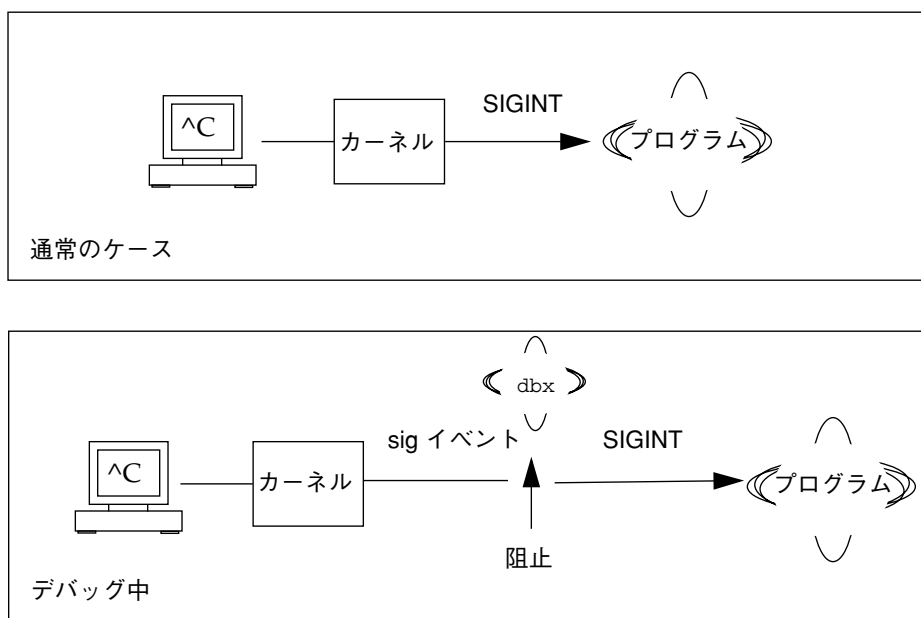 SIGINT
^C
カーネル
プログラム
通常のケース
dbx
sig イベント
SIGINT
^C
カーネル
プログラム
阻止
デバッグ中